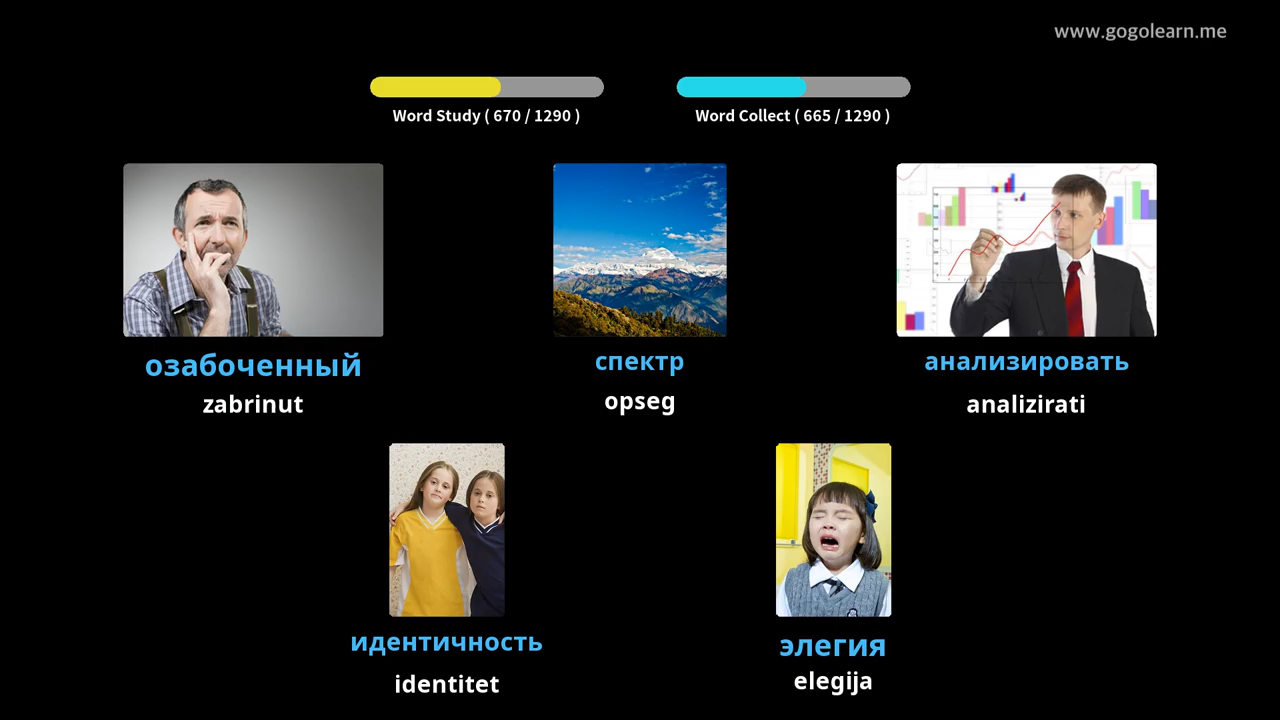 www.gogolearn.me
Word Study ( 670 / 1290 )
Word Collect ( 665 / 1290 )
озабоченный
zabrinut
спектр
opseg
анализировать
analizirati
идентичность
identitet
элегия
elegija